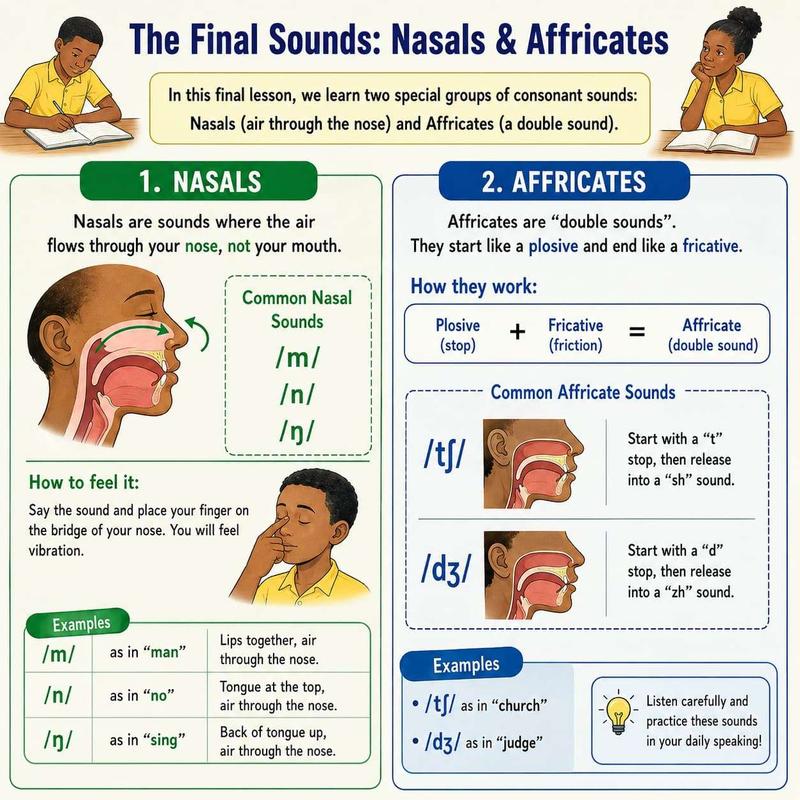 The Final Sounds: Nasals & Affricates
In this final lesson, we learn two special groups of consonant sounds:
Nasals (air through the nose) and Affricates (a double sound).
1. NASALS
Nasals are sounds where the air
flows through your nose, not your mouth.
Common Nasal
Sounds
/m/
/n/
/ŋ/
How to feel it:
Say the sound and place your finger on
the bridge of your nose. You will feel
vibration.
Examples
/m/ as in “man” Lips together, air
through the nose.
/n/ as in “no” Tongue at the top,
air through the nose.
/ŋ/ as in “sing” Back of tongue up,
air through the nose.
2. AFFRICATES
Affricates are “double sounds”.
They start like a plosive and end like a fricative.
How they work:
Plosive + Fricative = Affricate
(stop) (friction) (double sound)
Common Affricate Sounds
/tʃ/
Start with a “t”
stop, then release
into a “sh” sound.
/dʒ/
Start with a “d”
stop, then release
into a “zh” sound.
Examples
• /tʃ/ as in “church”
• /dʒ/ as in “judge”
Listen carefully and
practice these sounds
in your daily speaking!